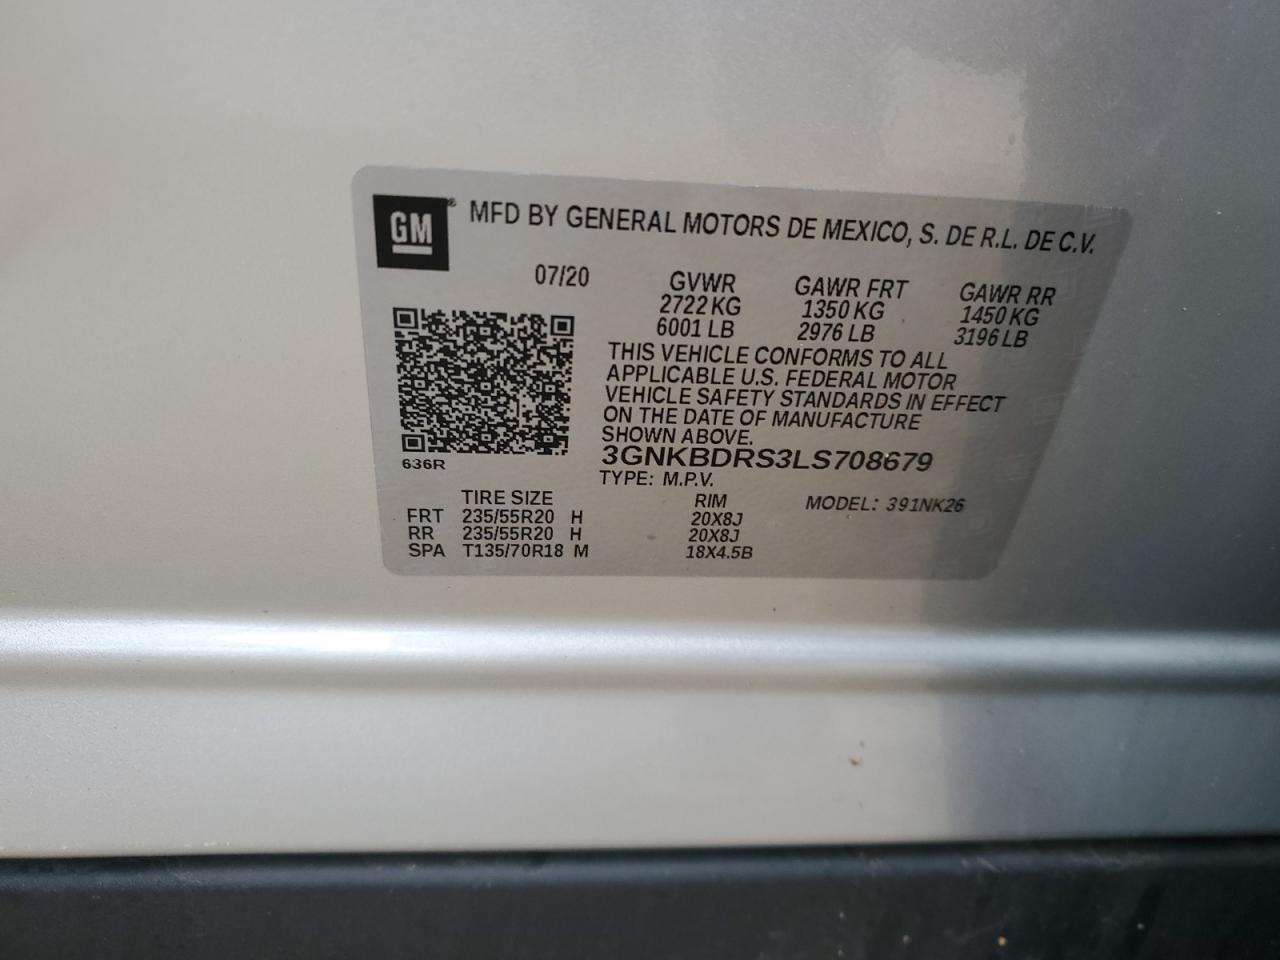 GM® MFD BY GENERAL MOTORS DE MEXICO, S. DE R.L. DE C.V.
07/20 GVWR GAWR FRT GAWR RR
2722 KG 1350 KG 1450 KG
6001 LB 2976 LB 3196 LB
THIS VEHICLE CONFORMS TO ALL
APPLICABLE U.S. FEDERAL MOTOR
VEHICLE SAFETY STANDARDS IN EFFECT
ON THE DATE OF MANUFACTURE
SHOWN ABOVE.
636R
3GNKBDRS3LS708679
TYPE: M.P.V.
TIRE SIZE RIM MODEL: 391NK26
FRT 235/55R20 H 20X8J
RR 235/55R20 H 20X8J
SPA T135/70R18 M 18X4.5B